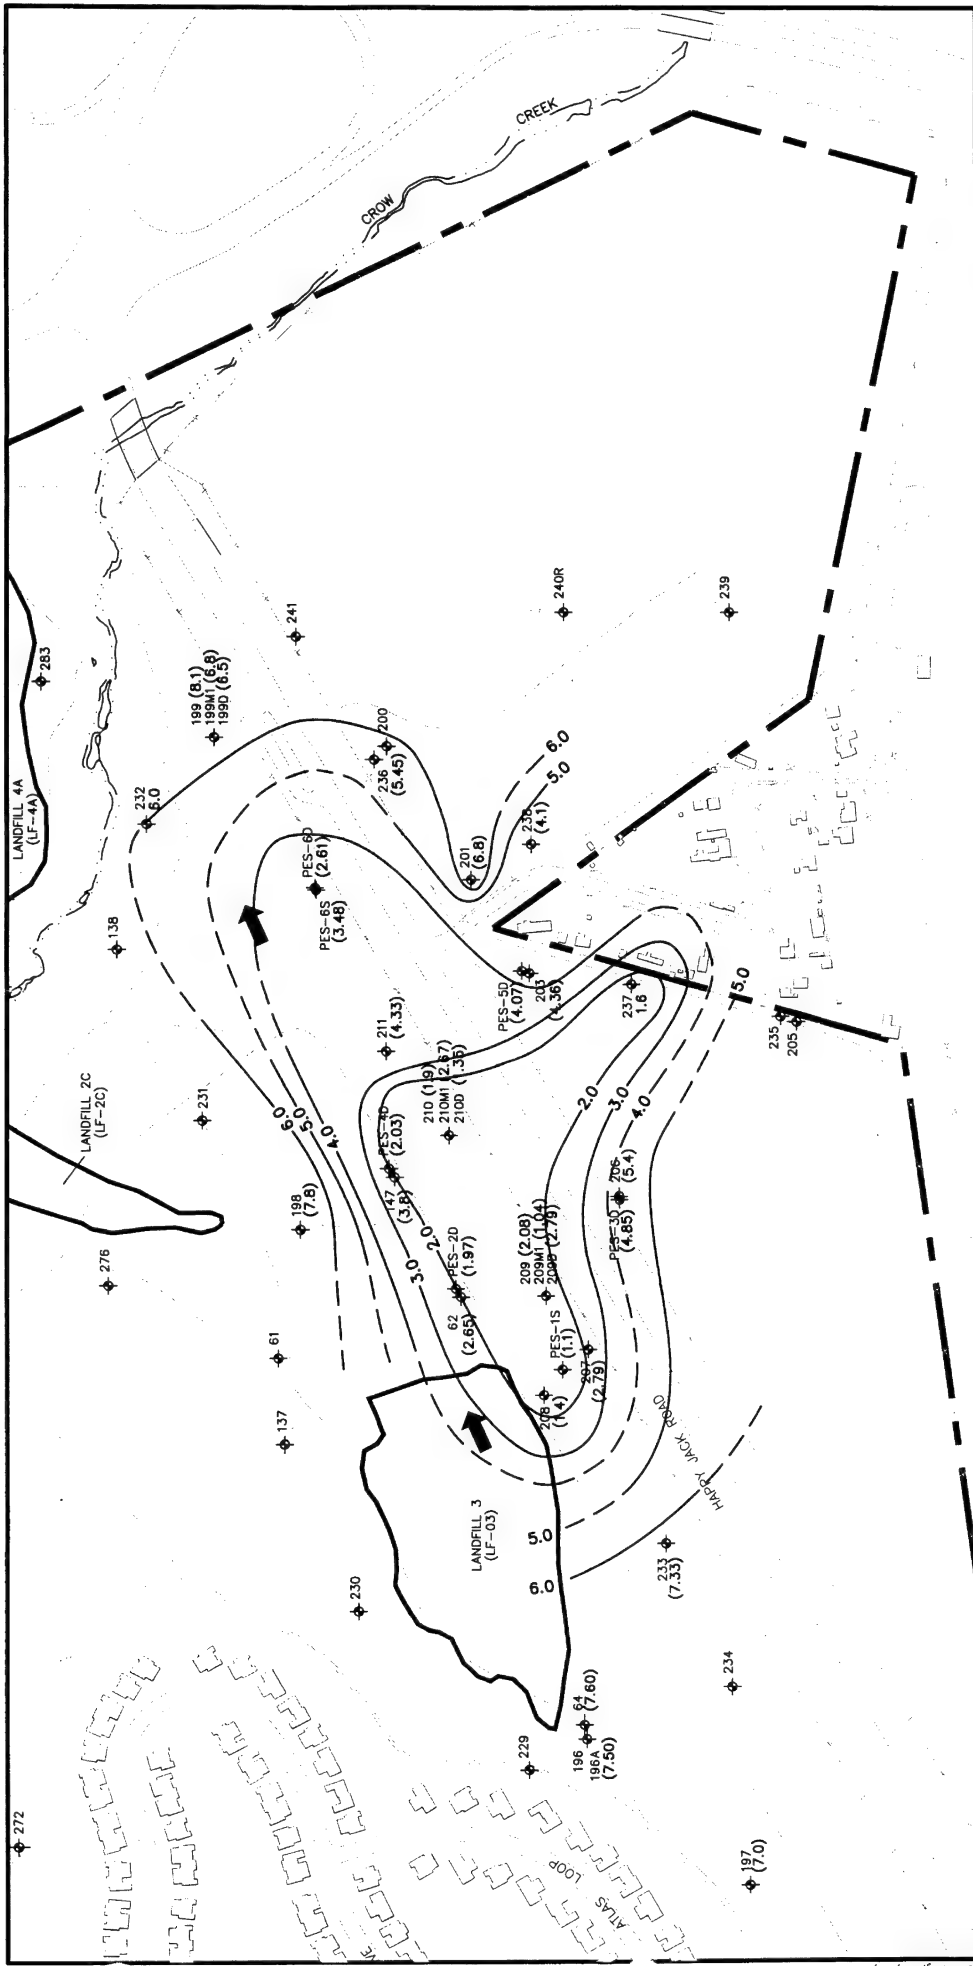 CREEK
CROW
283
LANDFILL 4A
(LF-4A)
241
240R
239
199 (8.1)
199M1 (6.8)
199D (6.5)
232
6.0
200
236
(5.45)
6.0
5.0
238
(4.1)
201
(6.8)
PES-6D
(2.61)
PES-6S
(3.48)
138
LANDFILL 2C
(LF-2C)
231
211
(4.33)
PES-5D
(4.07)
203
(4.36)
237
1.6
5.0
235
205
6.0
5.0
4.0
210 (1.9)
210M1 (2.67)
210D (1.35)
PES-4D
(2.03)
147
(3.8)
2.0
3.0
4.0
198
(7.8)
276
2.0
3.0
PES-2D
(1.97)
62
(2.65)
209 (2.08)
209M1 (1.04)
209D (2.79)
206
(5.4)
PES-3D
(4.85)
61
PES-1S
(1.1)
207
(2.79)
208
(1.4)
137
HAPPY JACK ROAD
LANDFILL 3
(LF-03)
5.0
6.0
233
(7.33)
230
234
64
(7.60)
196
196A
(7.50)
229
272
197
(7.0)
ATLAS
LOOP
VE